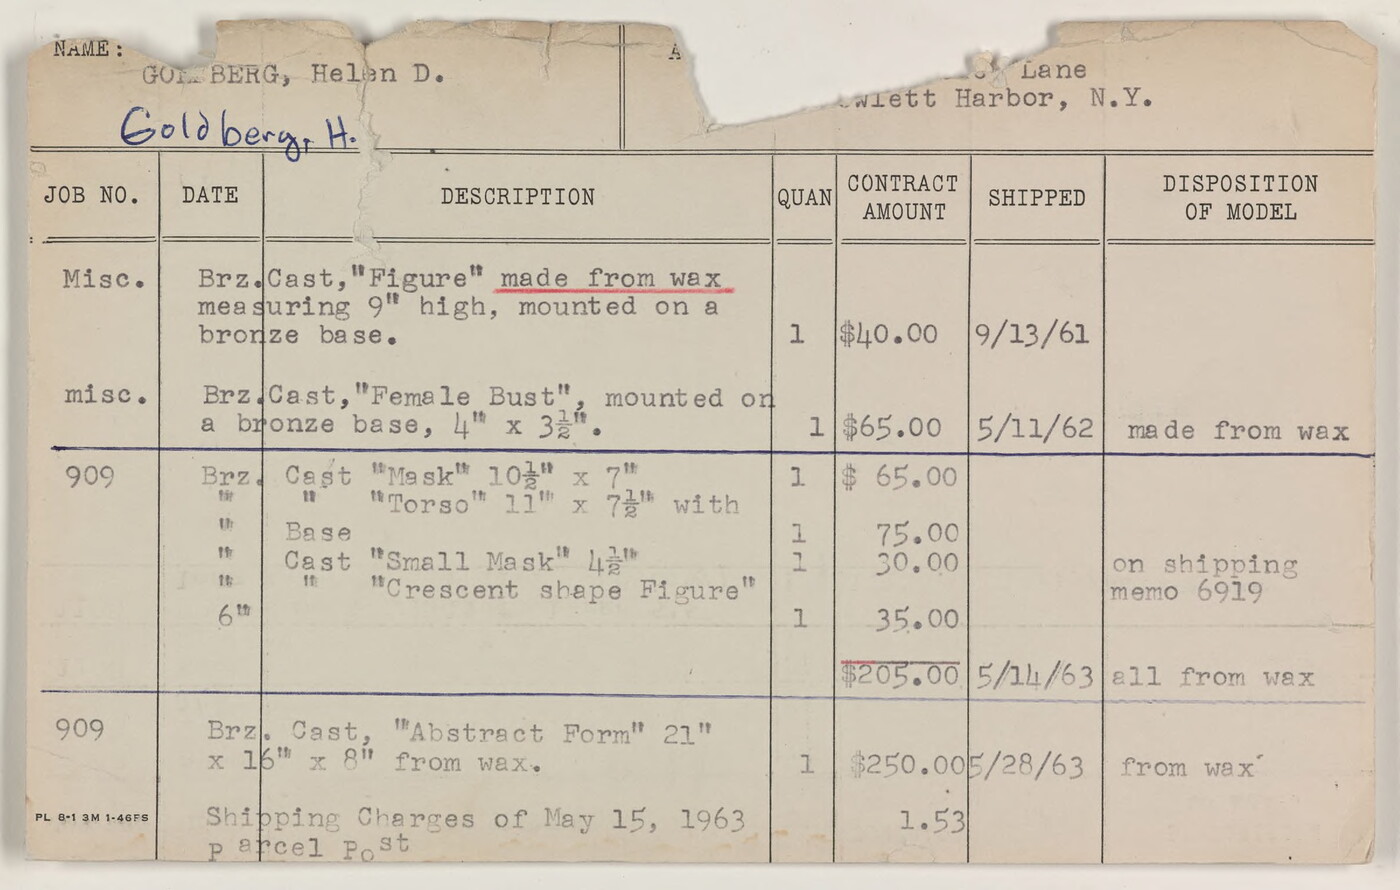 NAME:
GOLDBERG, Helen D.
Lane
Hewlett Harbor, N.Y.
Goldberg, H.
JOB NO. DATE DESCRIPTION QUAN CONTRACT AMOUNT SHIPPED DISPOSITION OF MODEL
Misc. Brz.Cast,"Figure" made from wax
measuring 9" high, mounted on a
bronze base. 1 $40.00 9/13/61
misc. Brz.Cast,"Female Bust", mounted on
a bronze base, 4" x 3½". 1 $65.00 5/11/62 made from wax
909 Brz. Cast "Mask" 10½" x 7" 1 $ 65.00
" " "Torso" 11" x 7½" with
" Base 1 75.00
" Cast "Small Mask" 4½" 1 30.00 on shipping
" " "Crescent shape Figure" memo 6919
6" 1 35.00
$205.00 5/14/63 all from wax
909 Brz. Cast, "Abstract Form" 21"
x 16" x 8" from wax. 1 $250.00 5/28/63 from wax
Shipping Charges of May 15, 1963 1.53
Parcel Post
PL 8-1 3M 1-46FS